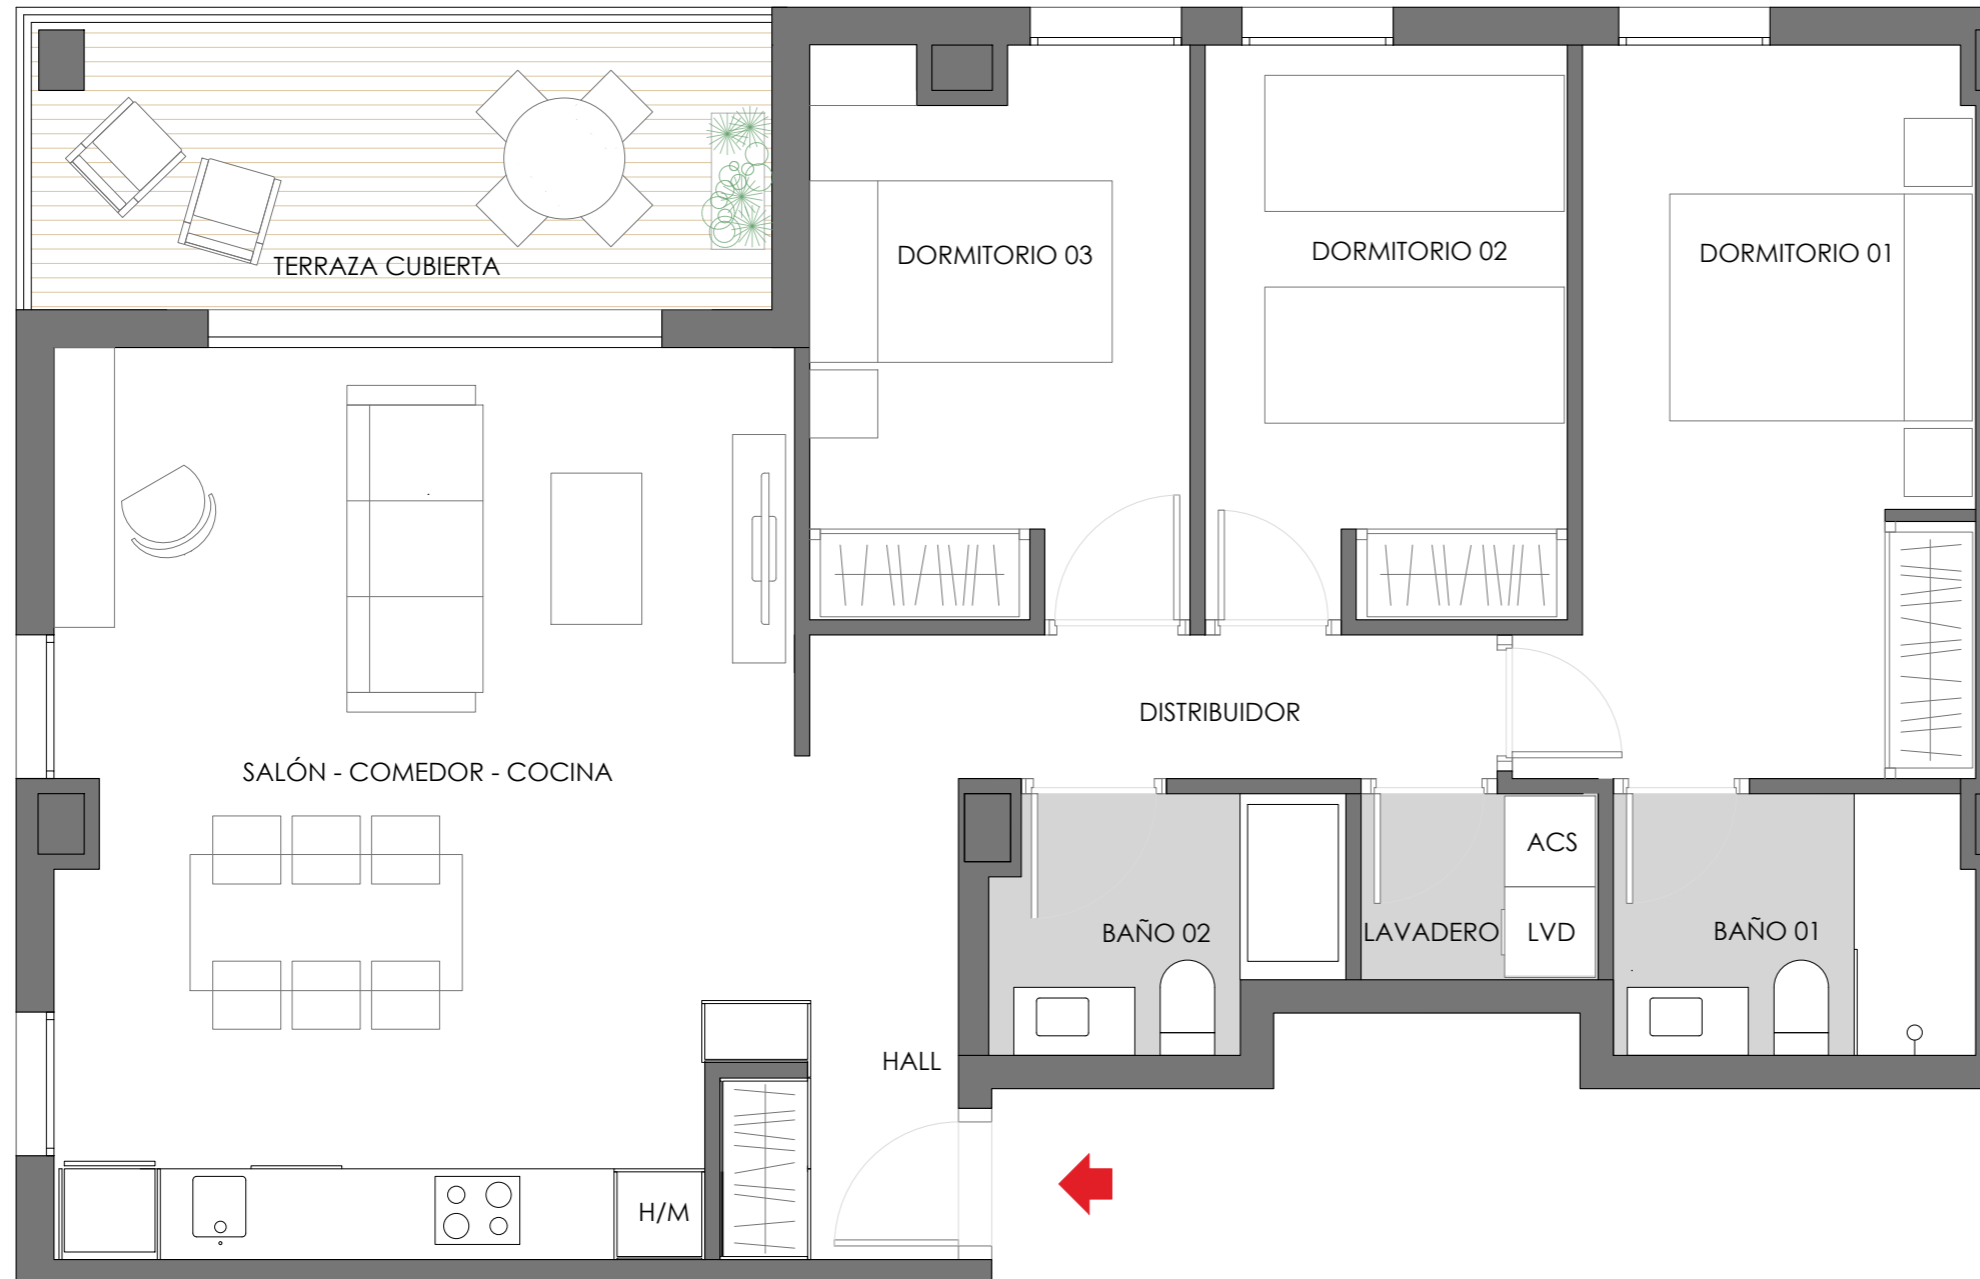 TERRAZA CUBIERTA
DORMITORIO 03
DORMITORIO 02
DORMITORIO 01
DISTRIBUIDOR
SALÓN - COMEDOR - COCINA
ACS
BAÑO 02
LAVADERO
LVD
BAÑO 01
HALL
H/M